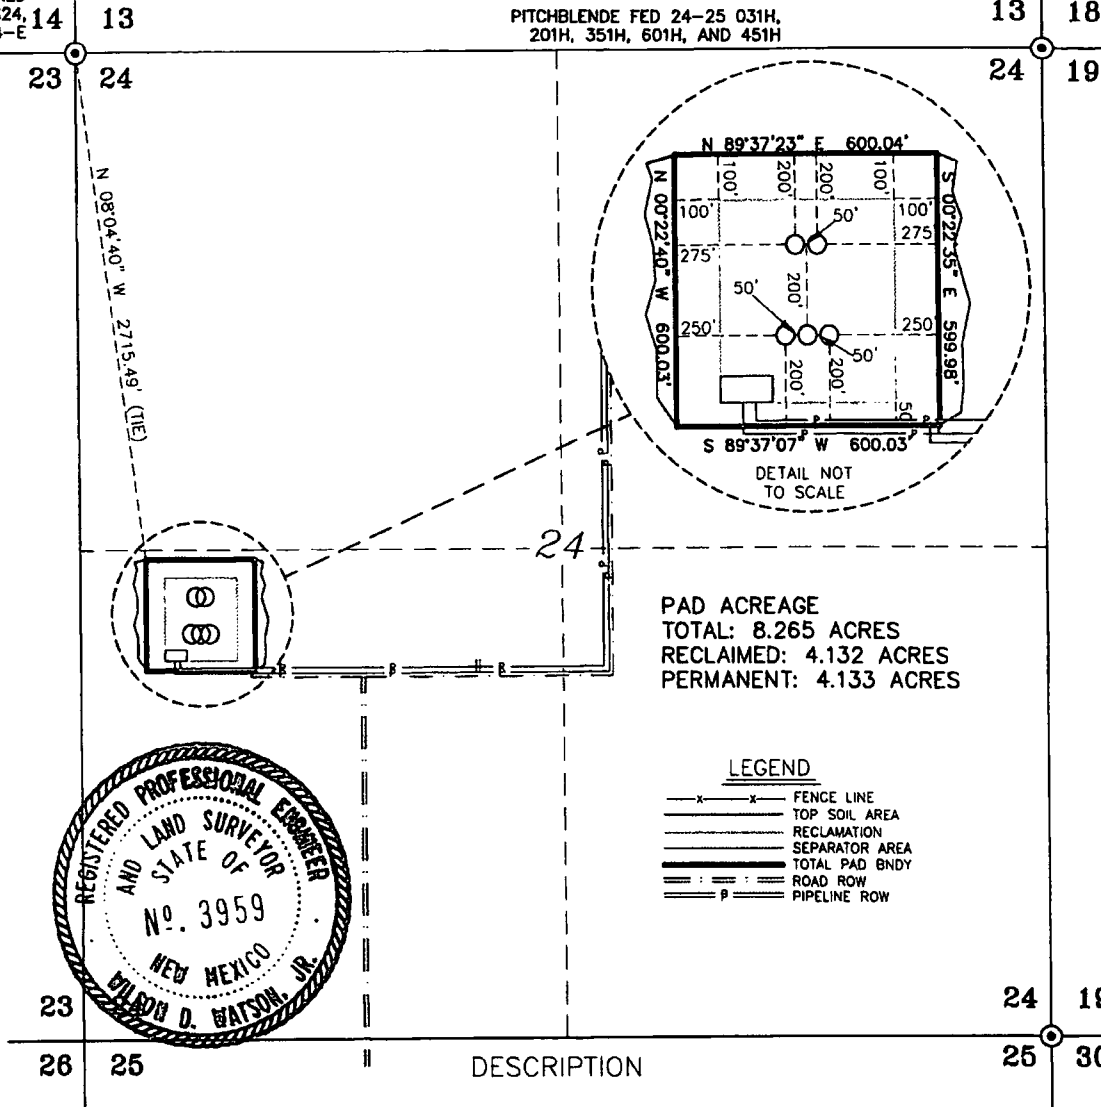 24,
-E
14 13
PITCHBLENDE FED 24-25 031H,
201H, 351H, 601H, AND 451H
13 18
23 24
24 19
N 08°04'40" W 2715.49' (TIE)
N 89°37'23" E 600.04'
N 00°22'40" W 600.03'
S 00°22'35" E 599.98'
100' 200' 200' 100'
100' 50' 100'
275' 275'
50' 200'
250' 250'
50'
200' 200'
50'
P P
P P
S 89°37'07" W 600.03'
DETAIL NOT
TO SCALE
24
P
P
P
PAD ACREAGE
TOTAL: 8.265 ACRES
RECLAIMED: 4.132 ACRES
PERMANENT: 4.133 ACRES
LEGEND
x x FENCE LINE
TOP SOIL AREA
RECLAMATION
SEPARATOR AREA
TOTAL PAD BNDY
ROAD ROW
P PIPELINE ROW
REGISTERED PROFESSIONAL ENGINEER
AND LAND SURVEYOR
STATE OF
Nº. 3959
NEW MEXICO
WILSON D. WATSON, JR.
23
24 19
26 25
DESCRIPTION
25 30